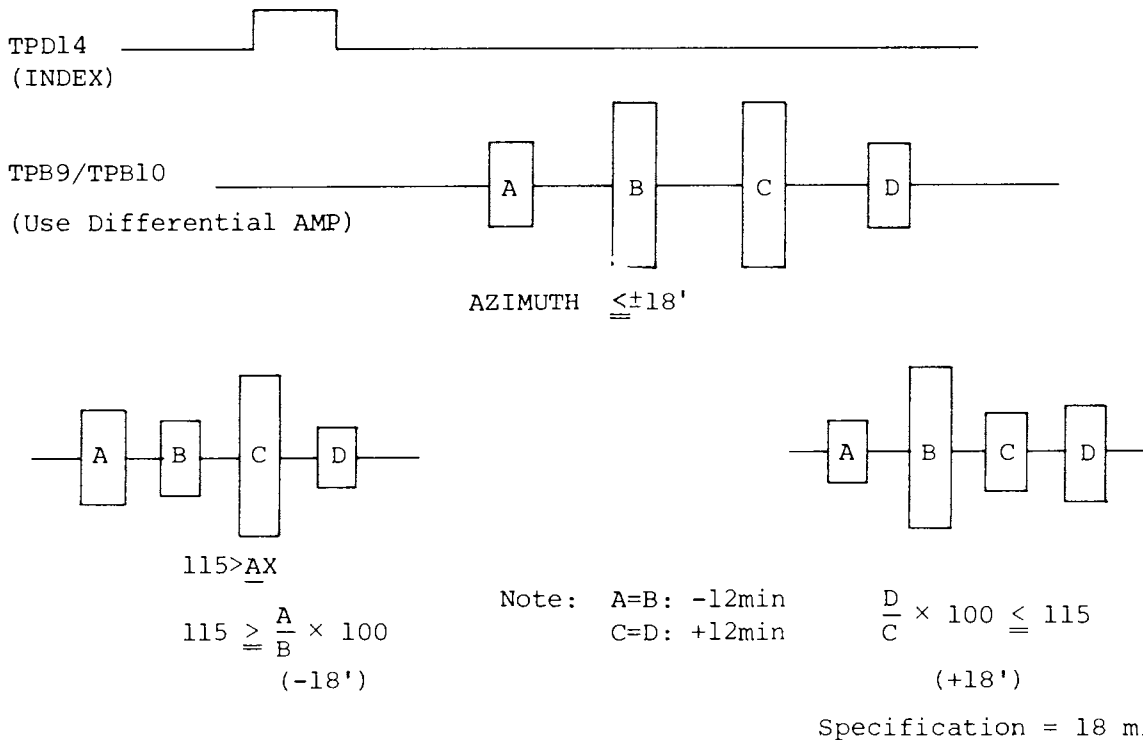 TPD14
(INDEX)
TPB9/TPB10
(Use Differential AMP)
A B C D
AZIMUTH ≦±18'
A B C D
A B C D
115>AX
115 ≧ A/B × 100
(-18')
Note: A=B: -12min
C=D: +12min
D/C × 100 ≦ 115
(+18')
Specification = 18 m